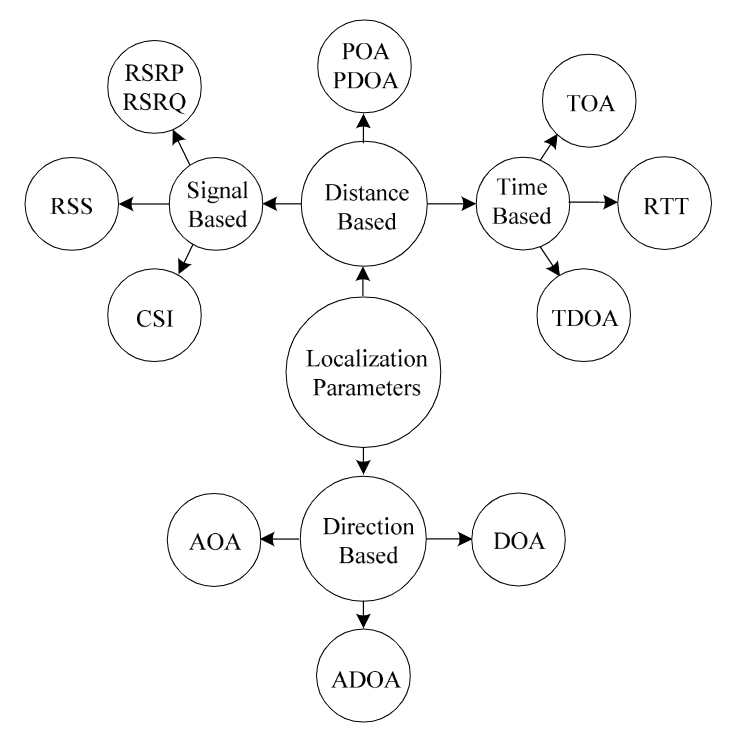 POA
PDOA
RSRP
RSRQ
TOA
Signal
Based
Distance
Based
Time
Based
RSS
RTT
CSI
TDOA
Localization
Parameters
Direction
Based
AOA
DOA
ADOA